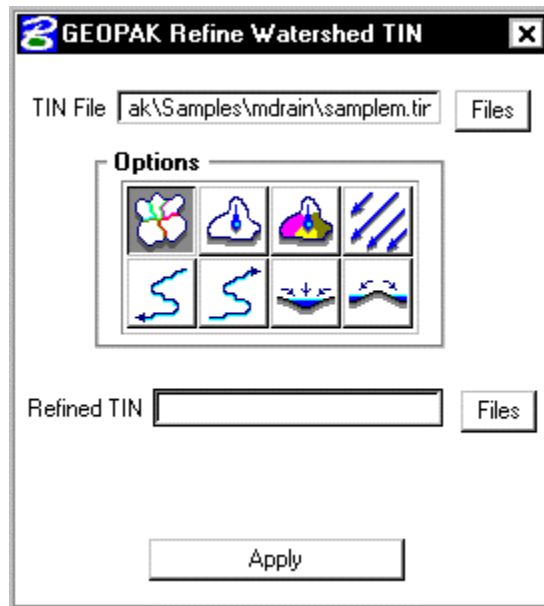 GEOPAK Refine Watershed TIN
TIN File ak\Samples\mdrain\samplem.tin Files
Options
Refined TIN Files
Apply